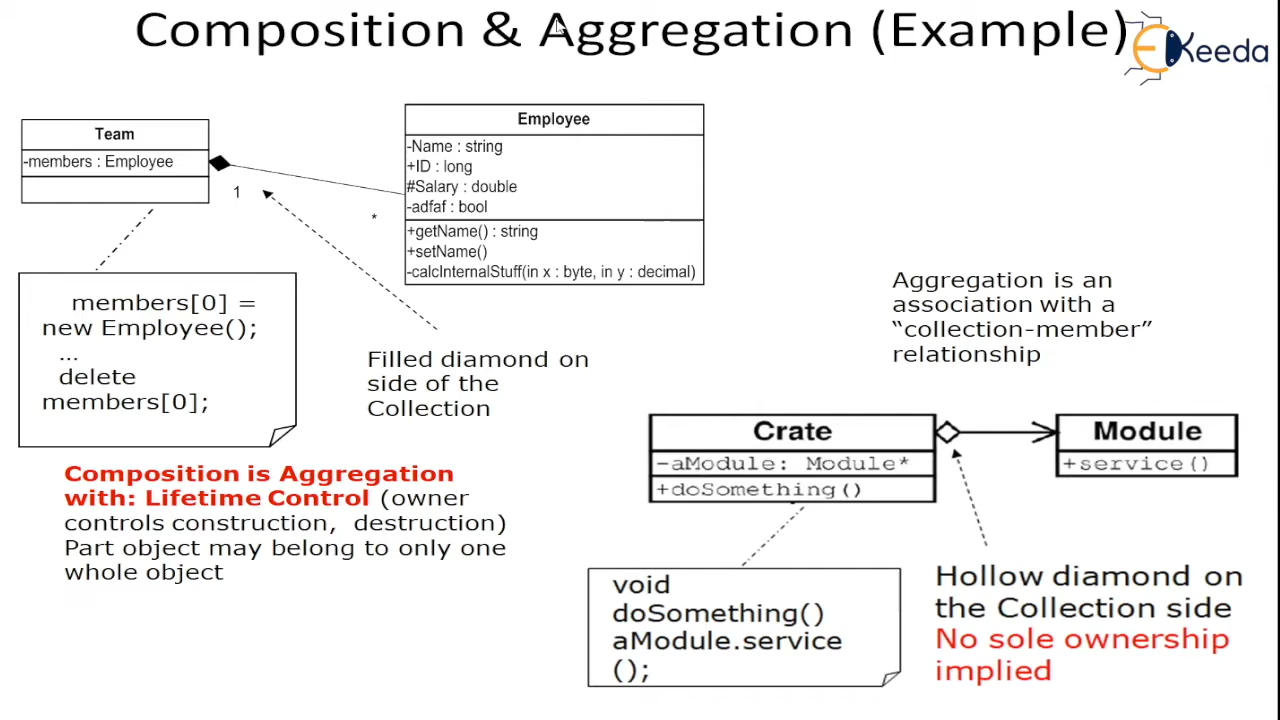 Composition & Aggregation (Example)
EKeeda
Team
-members : Employee
1
*
Employee
-Name : string
+ID : long
#Salary : double
-adfaf : bool
+getName() : string
+setName()
-calcInternalStuff(in x : byte, in y : decimal)
members[0] =
new Employee();
...
delete
members[0];
Filled diamond on
side of the
Collection
Composition is Aggregation
with: Lifetime Control (owner
controls construction, destruction)
Part object may belong to only one
whole object
Aggregation is an
association with a
“collection-member”
relationship
Crate
-aModule: Module*
+doSomething()
Module
+service()
void
doSomething()
aModule.service
();
Hollow diamond on
the Collection side
No sole ownership
implied